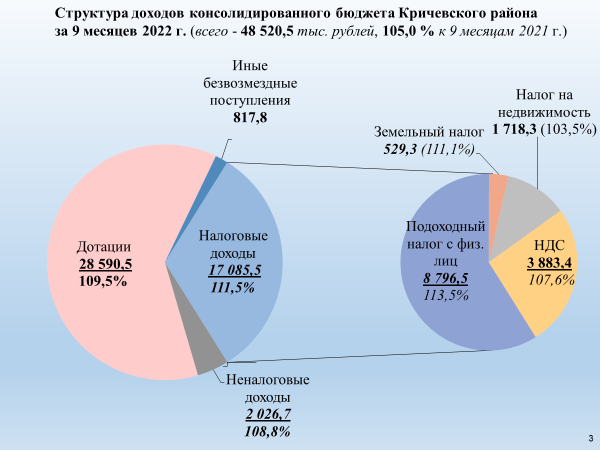 Структура доходов консолидированного бюджета Кричевского района
за 9 месяцев 2022 г. (всего - 48 520,5 тыс. рублей, 105,0 % к 9 месяцам 2021 г.)
Иные
безвозмездные
поступления
817,8
Налог на
недвижимость
1 718,3 (103,5%)
Земельный налог
529,3 (111,1%)
Дотации
28 590,5
109,5%
Налоговые
доходы
17 085,5
111,5%
Подоходный
налог с физ.
лиц
8 796,5
113,5%
НДС
3 883,4
107,6%
Неналоговые
доходы
2 026,7
108,8%
3